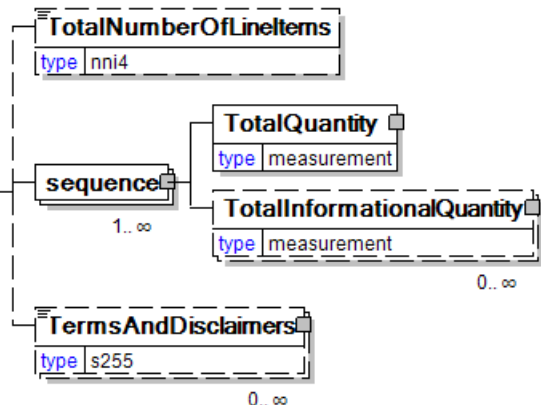 TotalNumberOfLineItems
type nni4
TotalQuantity
type measurement
sequence
1.. ∞
TotalInformationalQuantity
type measurement
0.. ∞
TermsAndDisclaimers
type s255
0.. ∞